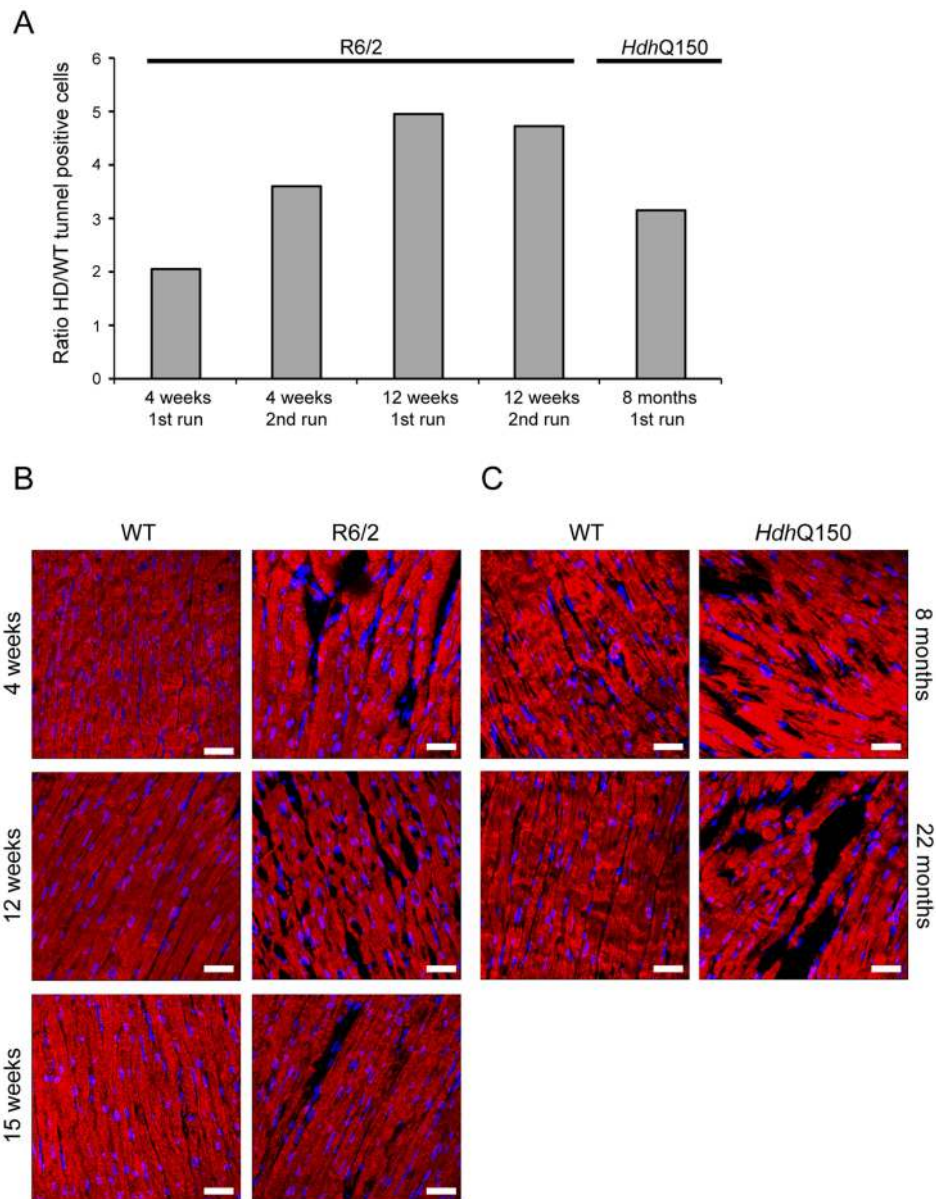 A
R6/2
HdhQ150
Ratio HD/WT tunnel positive cells
6
5
4
3
2
1
0
4 weeks
1st run
4 weeks
2nd run
12 weeks
1st run
12 weeks
2nd run
8 months
1st run
B
WT
R6/2
4 weeks
12 weeks
15 weeks
C
WT
HdhQ150
8 months
22 months